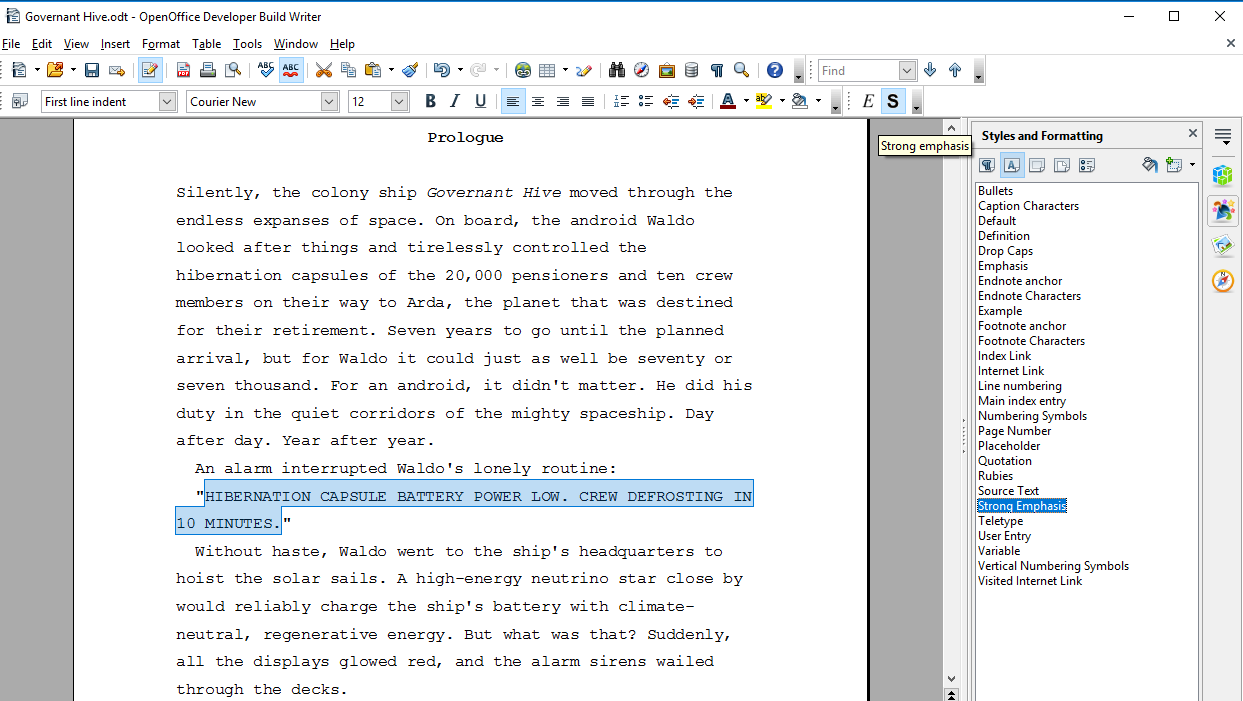 Governant Hive.odt - OpenOffice Developer Build Writer
File Edit View Insert Format Table Tools Window Help
ABC ABC Find
First line indent Courier New 12 B I U A E S
Prologue
Strong emphasis
Silently, the colony ship Governant Hive moved through the
endless expanses of space. On board, the android Waldo
looked after things and tirelessly controlled the
hibernation capsules of the 20,000 pensioners and ten crew
members on their way to Arda, the planet that was destined
for their retirement. Seven years to go until the planned
arrival, but for Waldo it could just as well be seventy or
seven thousand. For an android, it didn't matter. He did his
duty in the quiet corridors of the mighty spaceship. Day
after day. Year after year.
An alarm interrupted Waldo's lonely routine:
"HIBERNATION CAPSULE BATTERY POWER LOW. CREW DEFROSTING IN
10 MINUTES."
Without haste, Waldo went to the ship's headquarters to
hoist the solar sails. A high-energy neutrino star close by
would reliably charge the ship's battery with climate-
neutral, regenerative energy. But what was that? Suddenly,
all the displays glowed red, and the alarm sirens wailed
through the decks.
Styles and Formatting
Bullets
Caption Characters
Default
Definition
Drop Caps
Emphasis
Endnote anchor
Endnote Characters
Example
Footnote anchor
Footnote Characters
Index Link
Internet Link
Line numbering
Main index entry
Numbering Symbols
Page Number
Placeholder
Quotation
Rubies
Source Text
Strong Emphasis
Teletype
User Entry
Variable
Vertical Numbering Symbols
Visited Internet Link